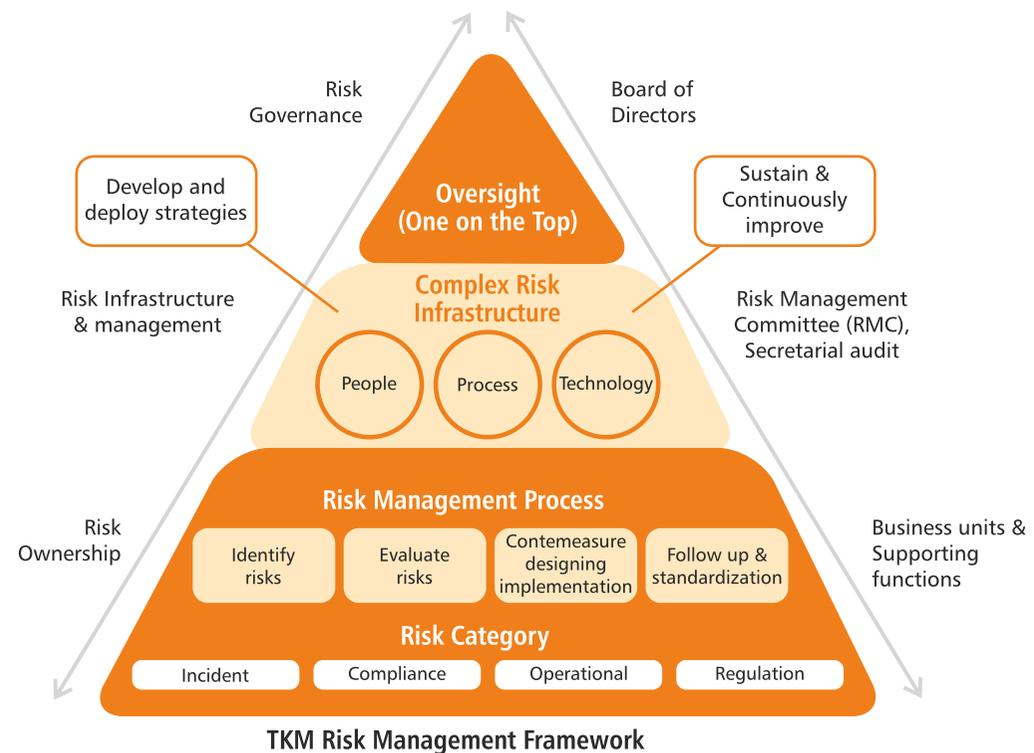 Risk
Governance
Board of
Directors
Develop and
deploy strategies
Sustain &
Continuously
improve
Oversight
(One on the Top)
Complex Risk
Infrastructure
Risk Infrastructure
& management
Risk Management
Committee (RMC),
Secretarial audit
People
Process
Technology
Risk Management Process
Risk
Ownership
Identify
risks
Evaluate
risks
Contemeasure
designing
implementation
Follow up &
standardization
Business units &
Supporting
functions
Risk Category
Incident
Compliance
Operational
Regulation
TKM Risk Management Framework